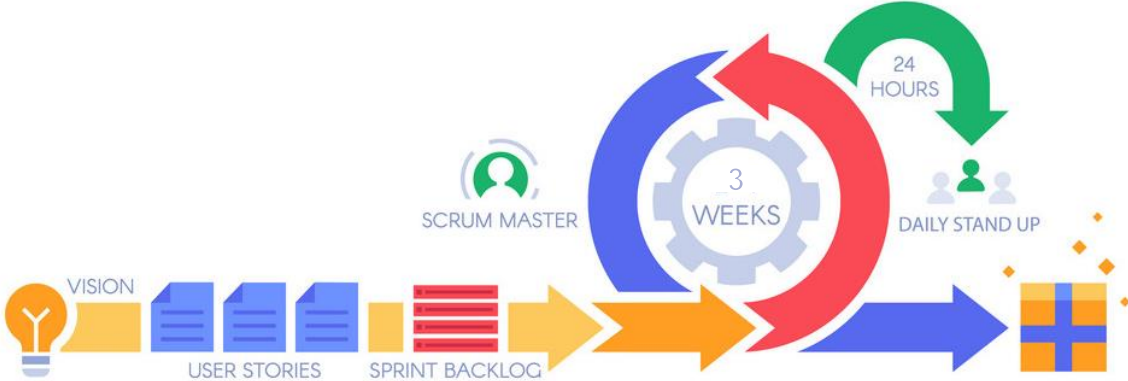 VISION
USER STORIES
SPRINT BACKLOG
SCRUM MASTER
3
WEEKS
24
HOURS
DAILY STAND UP